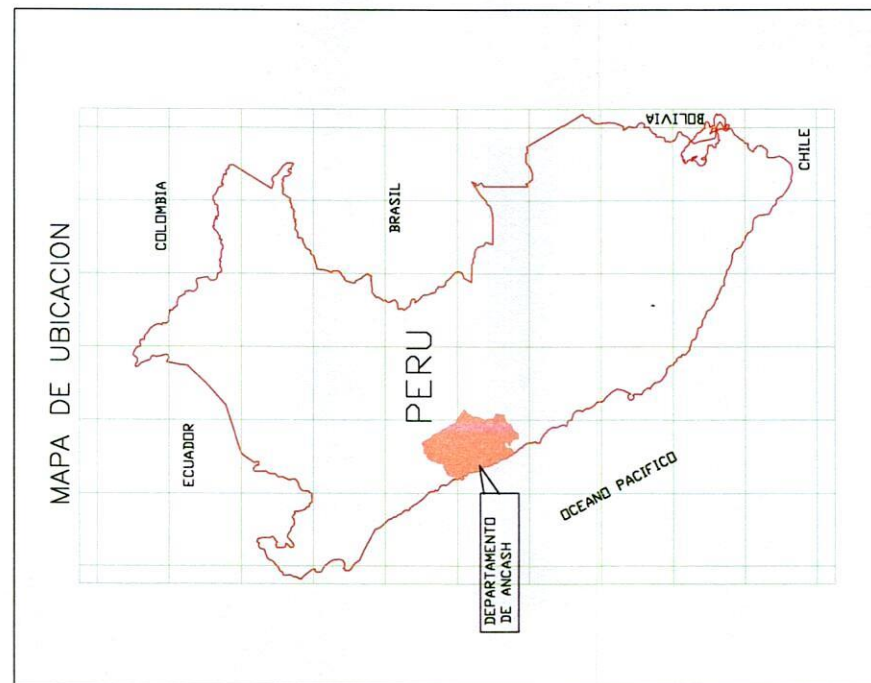 MAPA DE UBICACION
COLOMBIA
ECUADOR
BRASIL
PERU
BOLIVIA
CHILE
OCEANO PACIFICO
DEPARTAMENTO
DE ANCASH